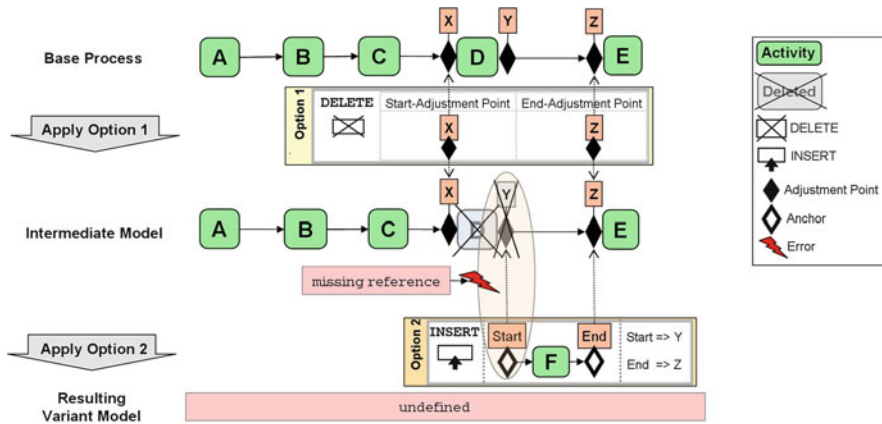 X Y Z
Base Process A B C D E
Activity
Deleted
Option 1
DELETE Start-Adjustment Point End-Adjustment Point
X Z
Apply Option 1
DELETE
INSERT
Adjustment Point
Anchor
Error
X Y Z
Intermediate Model A B C E
missing reference
Option 2
INSERT Start End Start => Y
F End => Z
Apply Option 2
Resulting
Variant Model
undefined